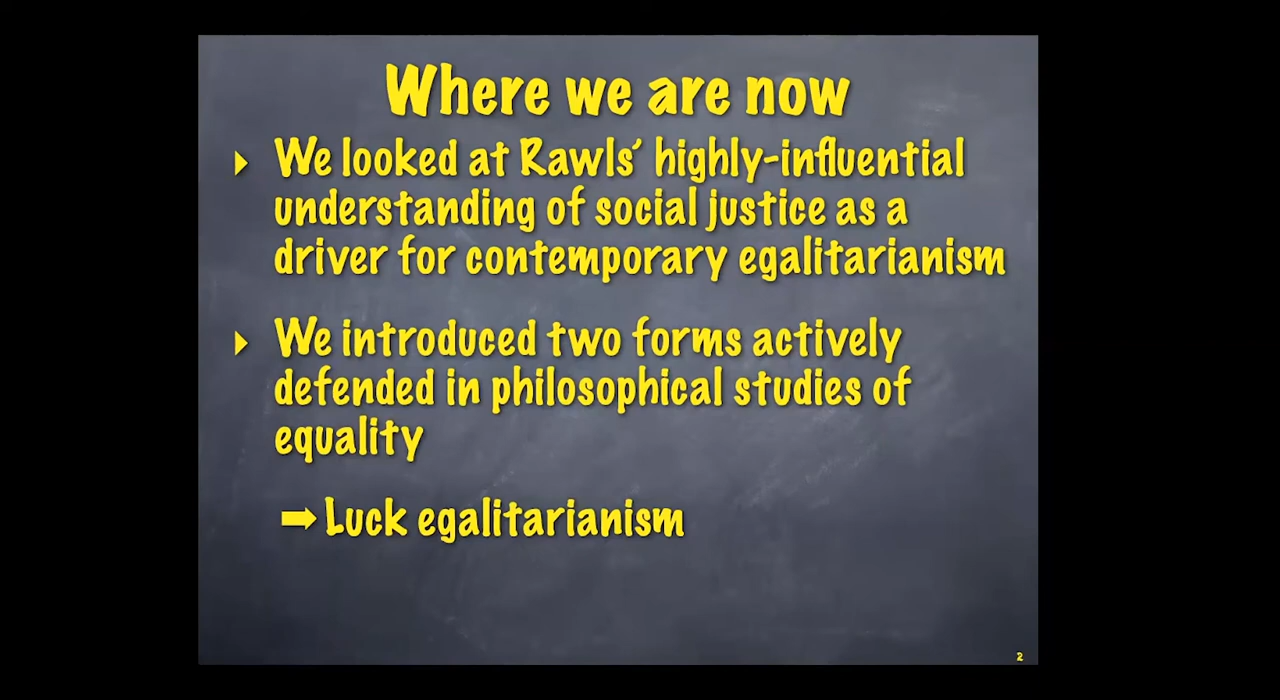 Where we are now
We looked at Rawls’ highly-influential
understanding of social justice as a
driver for contemporary egalitarianism
We introduced two forms actively
defended in philosophical studies of
equality
➡ Luck egalitarianism
2